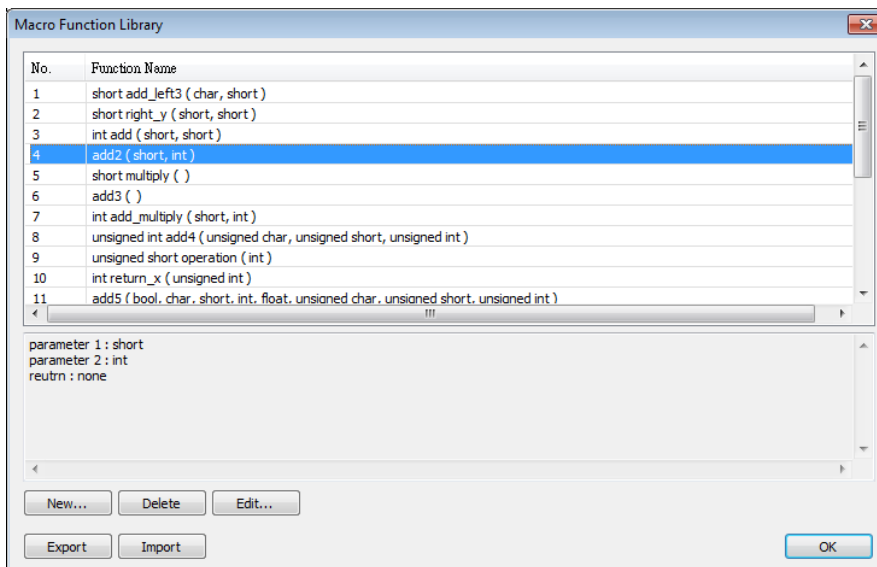 Macro Function Library
No. Function Name
1 short add_left3 ( char, short )
2 short right_y ( short, short )
3 int add ( short, short )
4 add2 ( short, int )
5 short multiply ( )
6 add3 ( )
7 int add_multiply ( short, int )
8 unsigned int add4 ( unsigned char, unsigned short, unsigned int )
9 unsigned short operation ( int )
10 int return_x ( unsigned int )
11 add5 ( bool, char, short, int, float, unsigned char, unsigned short, unsigned int )
parameter 1 : short
parameter 2 : int
reutrn : none
New... Delete Edit...
Export Import OK